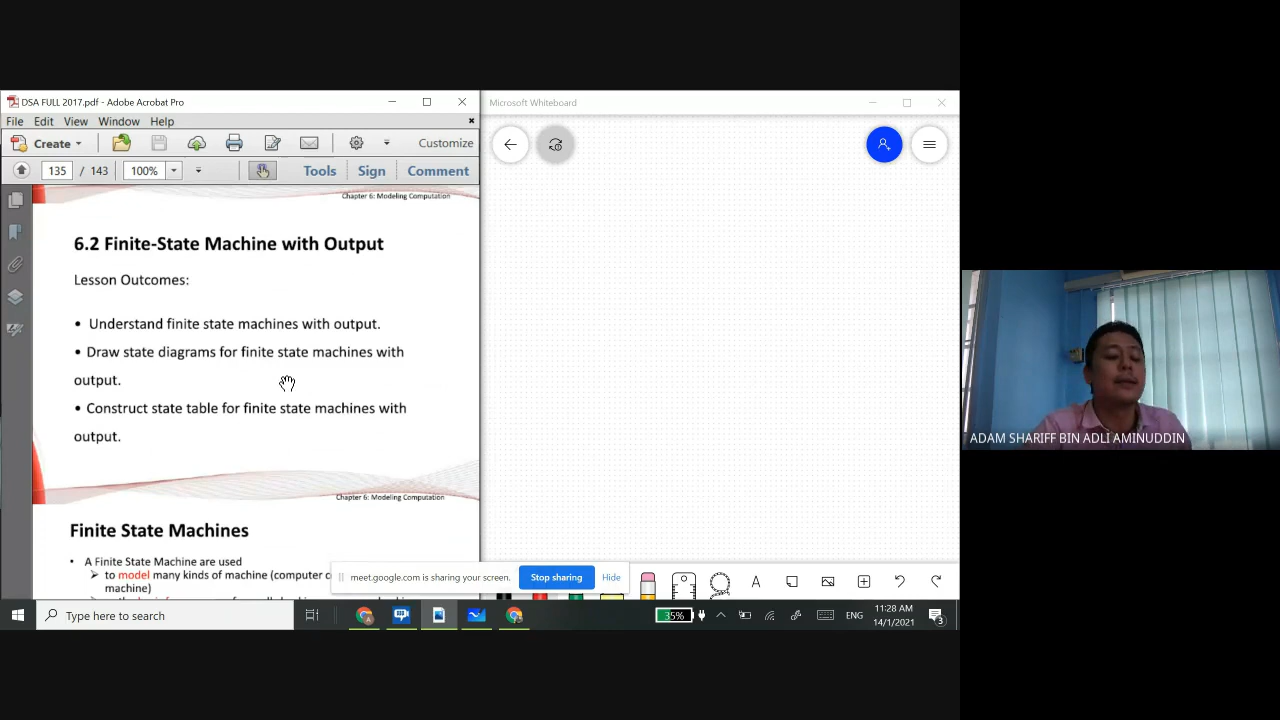 DSA FULL 2017.pdf - Adobe Acrobat Pro
File Edit View Window Help
Create
Customize
135 / 143
100%
Tools
Sign
Comment
Chapter 6: Modeling Computation
6.2 Finite-State Machine with Output
Lesson Outcomes:
• Understand finite state machines with output.
• Draw state diagrams for finite state machines with
output.
• Construct state table for finite state machines with
output.
Chapter 6: Modeling Computation
Finite State Machines
• A Finite State Machine are used
➢ to model many kinds of machine (computer c
machine)
meet.google.com is sharing your screen.
Stop sharing
Hide
Microsoft Whiteboard
ADAM SHARIFF BIN ADLI AMINUDDIN
Type here to search
35%
ENG
11:28 AM
14/1/2021
3